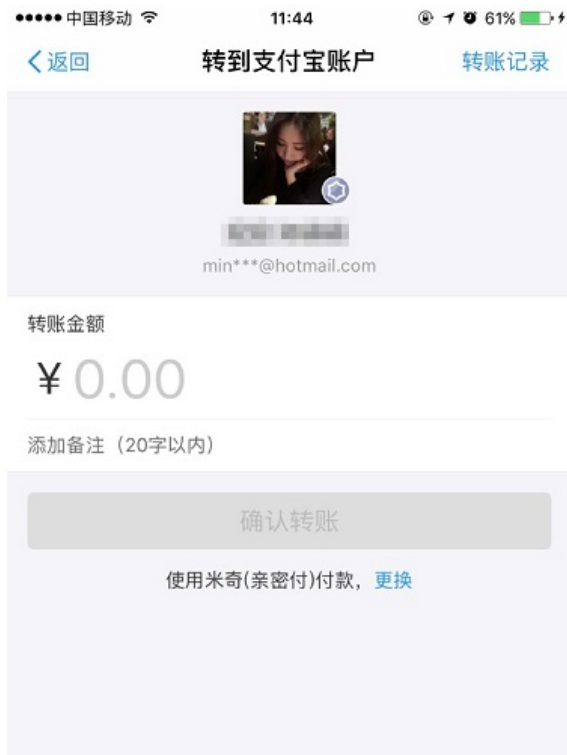 中国移动 11:44 61%
返回 转到支付宝账户 转账记录
min***@hotmail.com
转账金额
¥ 0.00
添加备注（20字以内）
确认转账
使用米奇(亲密付)付款，更换